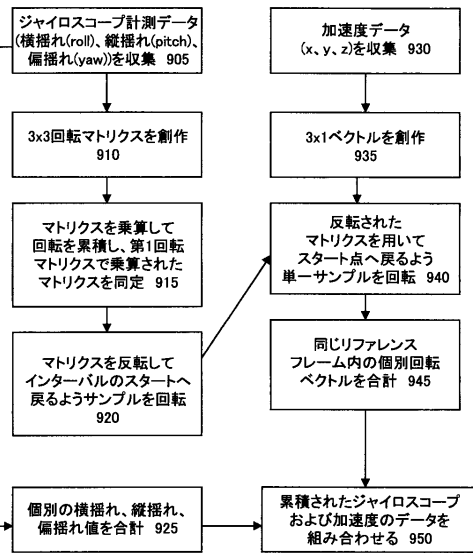 ジャイロスコープ計測データ
(横揺れ(roll)、縦揺れ(pitch)、
偏揺れ(yaw))を収集 905
3x3回転マトリクスを創作
910
マトリクスを乗算して
回転を累積し、第1回転
マトリクスで乗算された
マトリクスを同定 915
マトリクスを反転して
インターバルのスタートへ
戻るようサンプルを回転
920
個別の横揺れ、縦揺れ、
偏揺れ値を合計 925
加速度データ
(x、y、z)を収集 930
3x1ベクトルを創作
935
反転された
マトリクスを用いて
スタート点へ戻るよう
単一サンプルを回転 940
同じリファレンス
フレーム内の個別回転
ベクトルを合計 945
累積されたジャイロスコープ
および加速度のデータを
組み合わせる 950